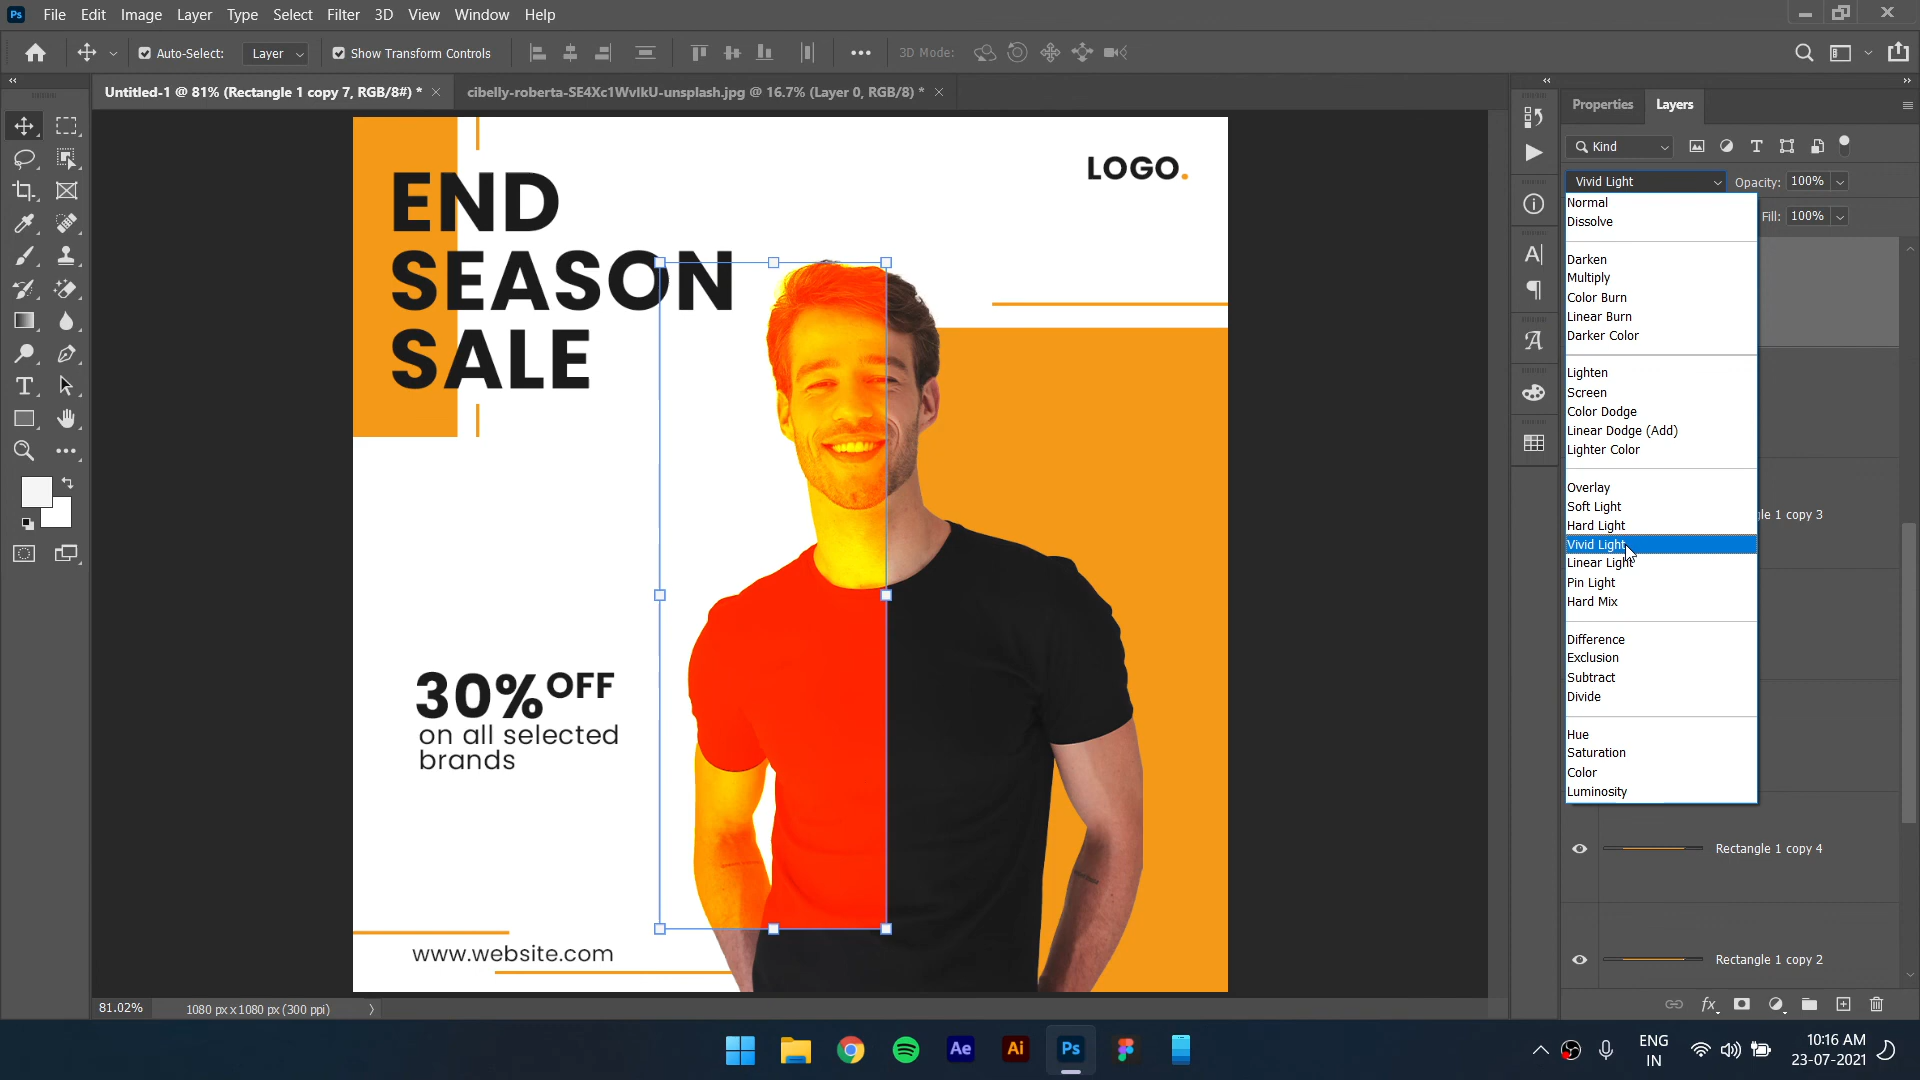 Ps File Edit Image Layer Type Select Filter 3D View Window Help
Auto-Select: Layer Show Transform Controls 3D Mode:
Untitled-1 @ 81% (Rectangle 1 copy 7, RGB/8#) *
cibelly-roberta-SE4Xc1WvlkU-unsplash.jpg @ 16.7% (Layer 0, RGB/8) *
END
SEASON
SALE
LOGO.
30% OFF
on all selected
brands
www.website.com
Properties Layers
Kind
Vivid Light Opacity: 100%
Fill: 100%
Normal
Dissolve
Darken
Multiply
Color Burn
Linear Burn
Darker Color
Lighten
Screen
Color Dodge
Linear Dodge (Add)
Lighter Color
Overlay
Soft Light
Hard Light
Vivid Light
Linear Light
Pin Light
Hard Mix
Difference
Exclusion
Subtract
Divide
Hue
Saturation
Color
Luminosity
le 1 copy 3
Rectangle 1 copy 4
Rectangle 1 copy 2
fx
81.02% 1080 px x 1080 px (300 ppi)
Ae Ai Ps
ENG
IN
10:16 AM
23-07-2021